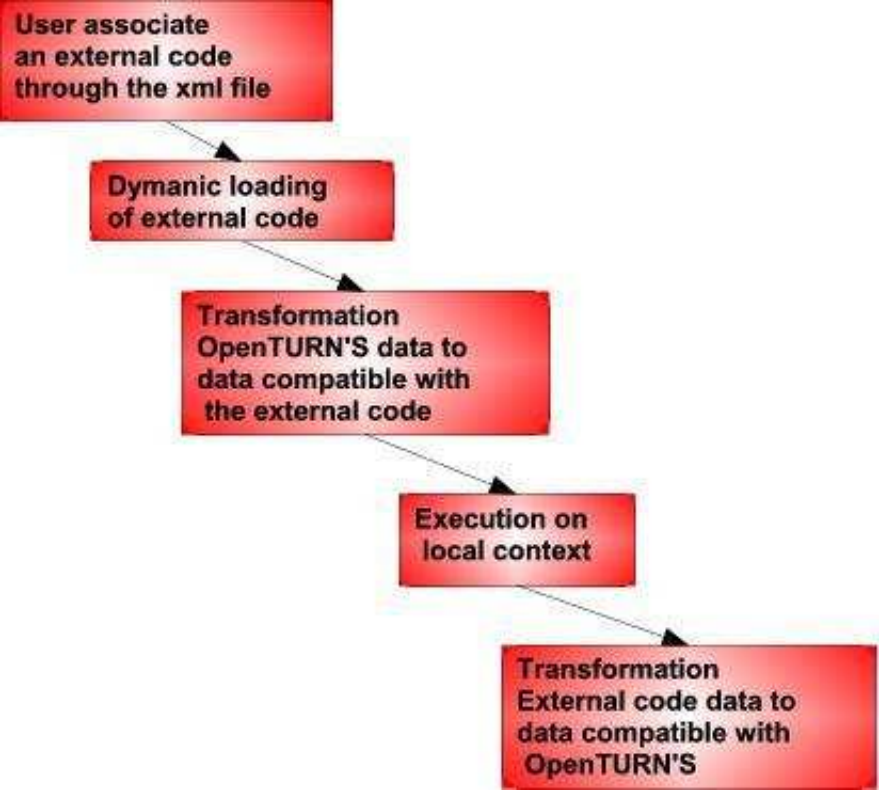 User associate
an external code
through the xml file
Dymanic loading
of external code
Transformation
OpenTURN'S data to
data compatible with
the external code
Execution on
local context
Transformation
External code data to
data compatible with
OpenTURN'S